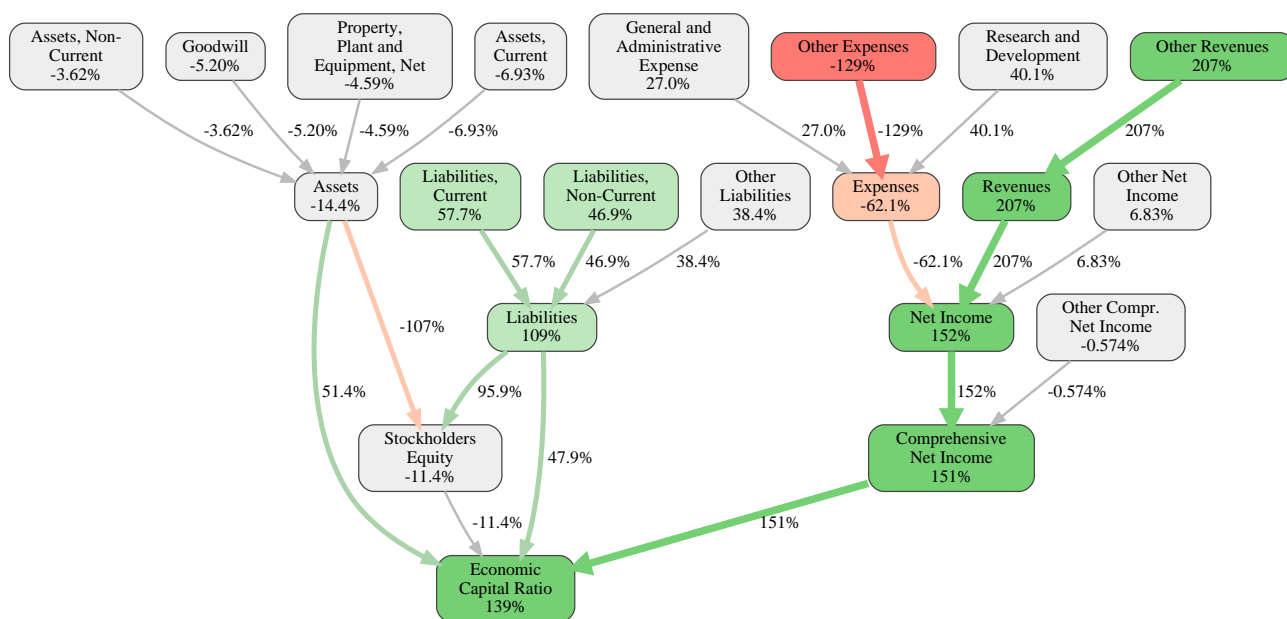 Assets, Non-
Current
-3.62%
Goodwill
-5.20%
Property,
Plant and
Equipment, Net
-4.59%
Assets,
Current
-6.93%
General and
Administrative
Expense
27.0%
Other Expenses
-129%
Research and
Development
40.1%
Other Revenues
207%
-3.62%
-5.20%
-4.59%
-6.93%
27.0%
-129%
40.1%
207%
Assets
-14.4%
Liabilities,
Current
57.7%
Liabilities,
Non-Current
46.9%
Other
Liabilities
38.4%
Expenses
-62.1%
Revenues
207%
Other Net
Income
6.83%
57.7%
46.9%
38.4%
-62.1%
207%
6.83%
Liabilities
109%
Net Income
152%
Other Compr.
Net Income
-0.574%
-107%
51.4%
95.9%
152%
-0.574%
Stockholders
Equity
-11.4%
47.9%
Comprehensive
Net Income
151%
-11.4%
151%
Economic
Capital Ratio
139%